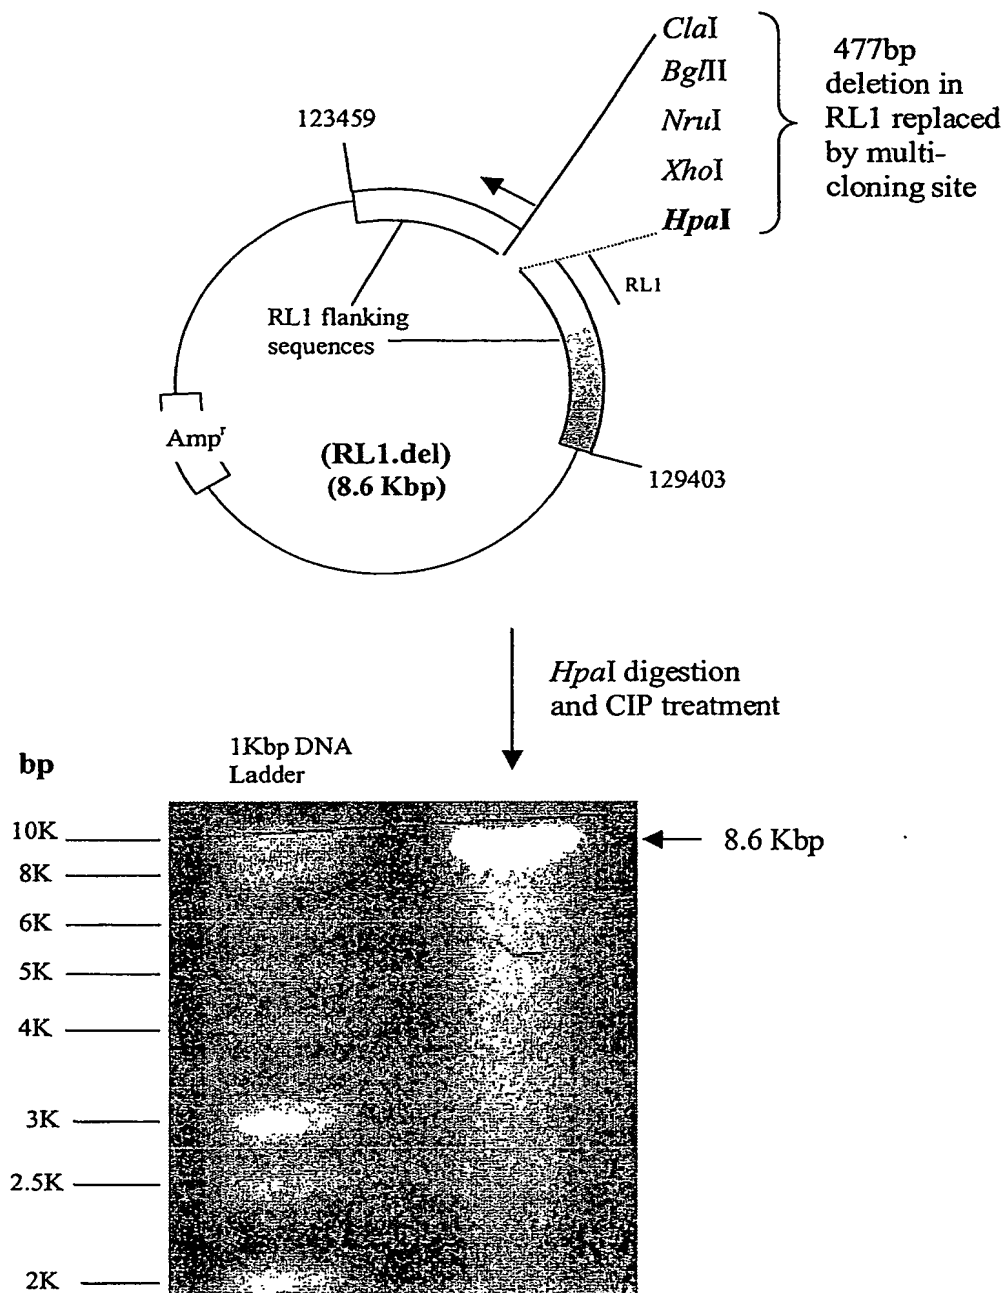 ClaI
BglII
NruI
XhoI
HpaI
477bp
deletion in
RL1 replaced
by multi-
cloning site
123459
RL1
RL1 flanking
sequences
Ampʳ
(RL1.del)
(8.6 Kbp)
129403
HpaI digestion
and CIP treatment
bp
1Kbp DNA
Ladder
10K
8K
6K
5K
4K
3K
2.5K
2K
8.6 Kbp